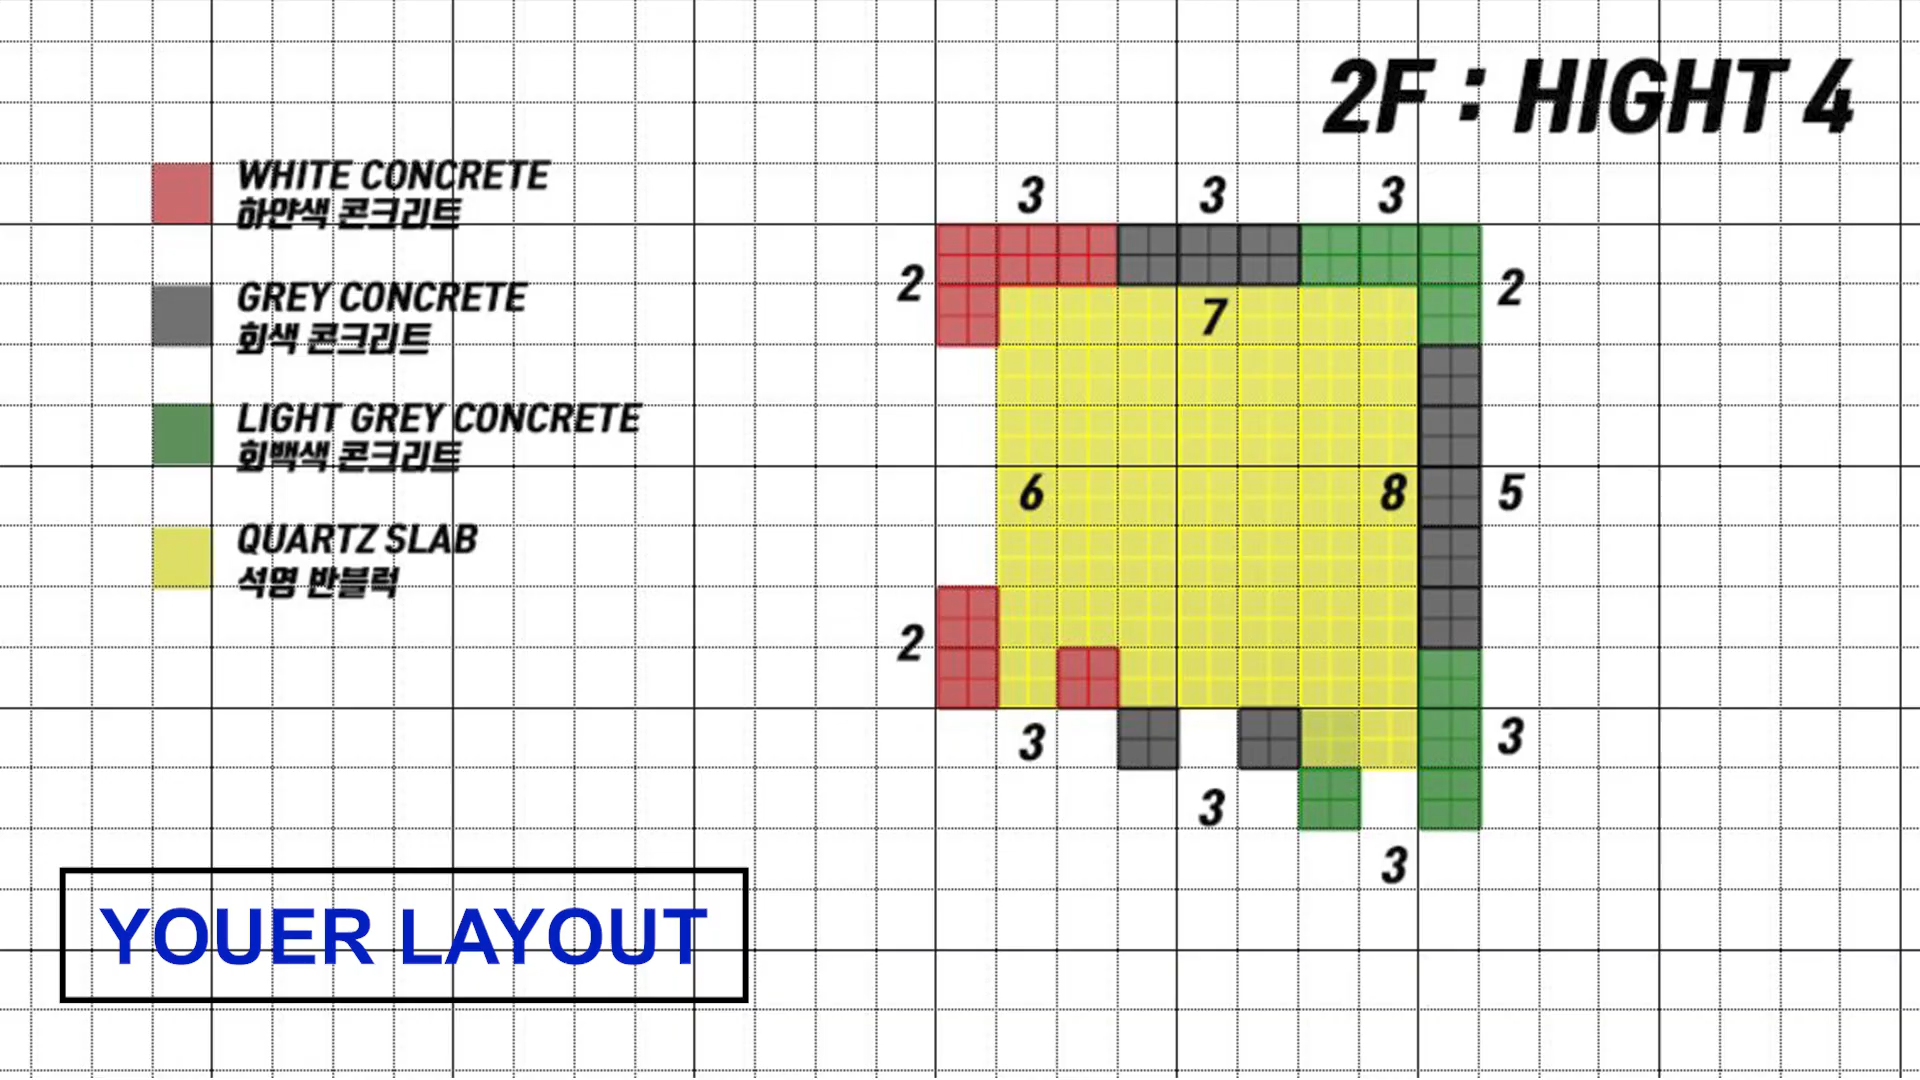 2F : HIGHT 4
WHITE CONCRETE
하얀색 콘크리트
GREY CONCRETE
회색 콘크리트
LIGHT GREY CONCRETE
회백색 콘크리트
QUARTZ SLAB
석영 반블럭
3 3 3
2 2
7
6 8 5
2
3 3
3
3
YOUER LAYOUT